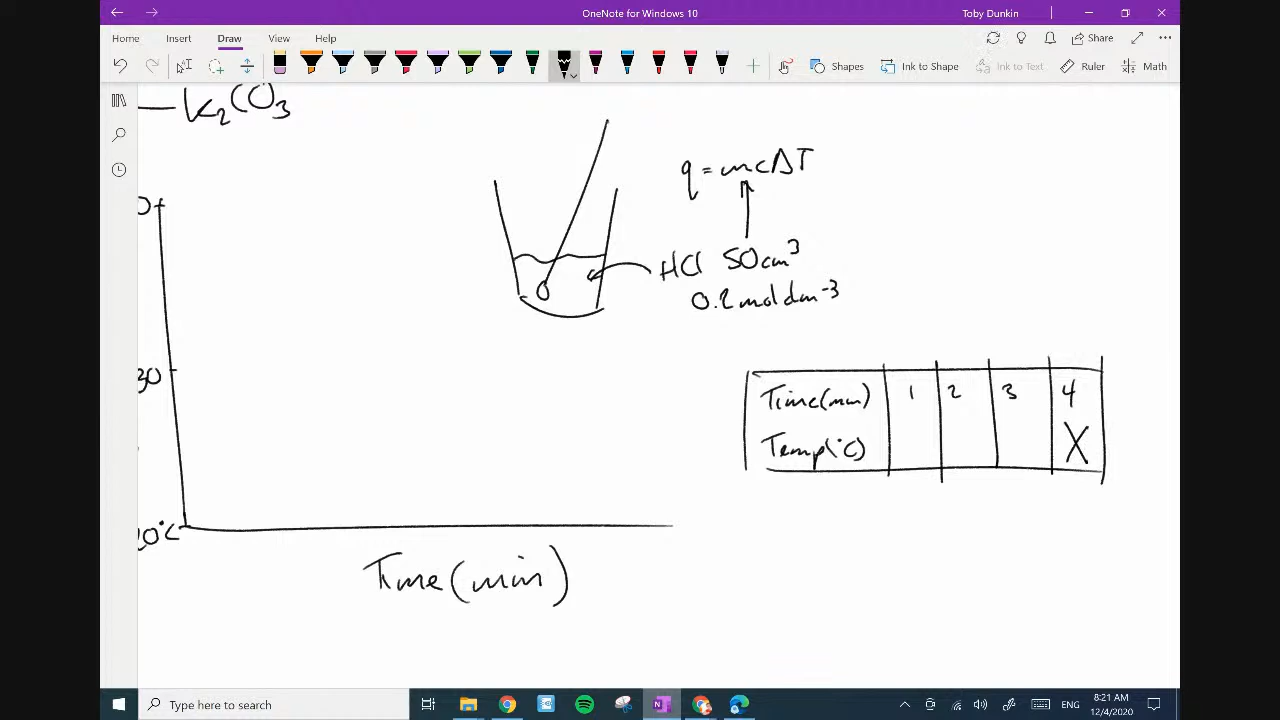 OneNote for Windows 10
Toby Dunkin
Home Insert Draw View Help
Share
Shapes
Ink to Shape
Ink to Text
Ruler
Math
K₂CO₃
q = mcΔT
HCl 50cm³
0.2moldm⁻³
30
Time(min) 1 2 3 4
Temp(°C) X
Time(min)
Type here to search
ENG
8:21 AM
12/4/2020